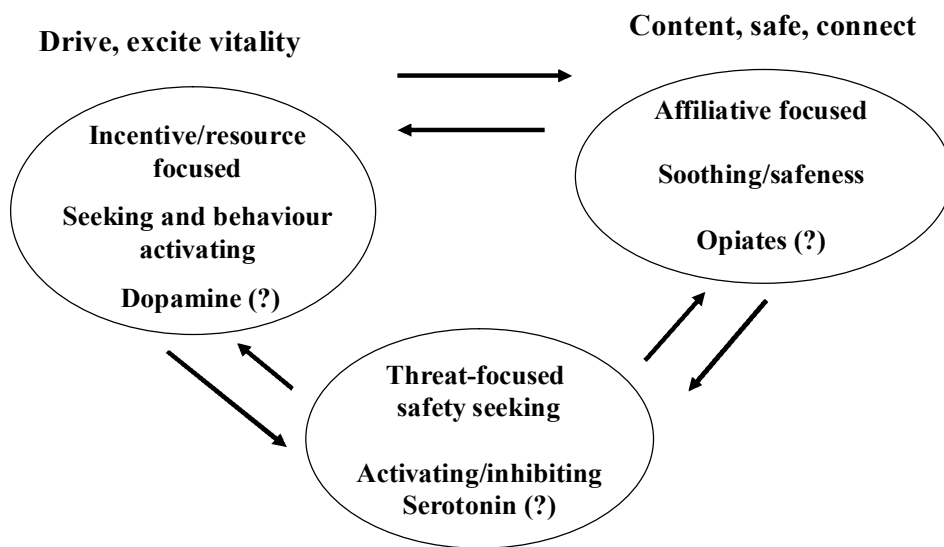 Drive, excite vitality
Content, safe, connect
Incentive/resource
focused
Seeking and behaviour
activating
Dopamine (?)
Affiliative focused
Soothing/safeness
Opiates (?)
Threat-focused
safety seeking
Activating/inhibiting
Serotonin (?)